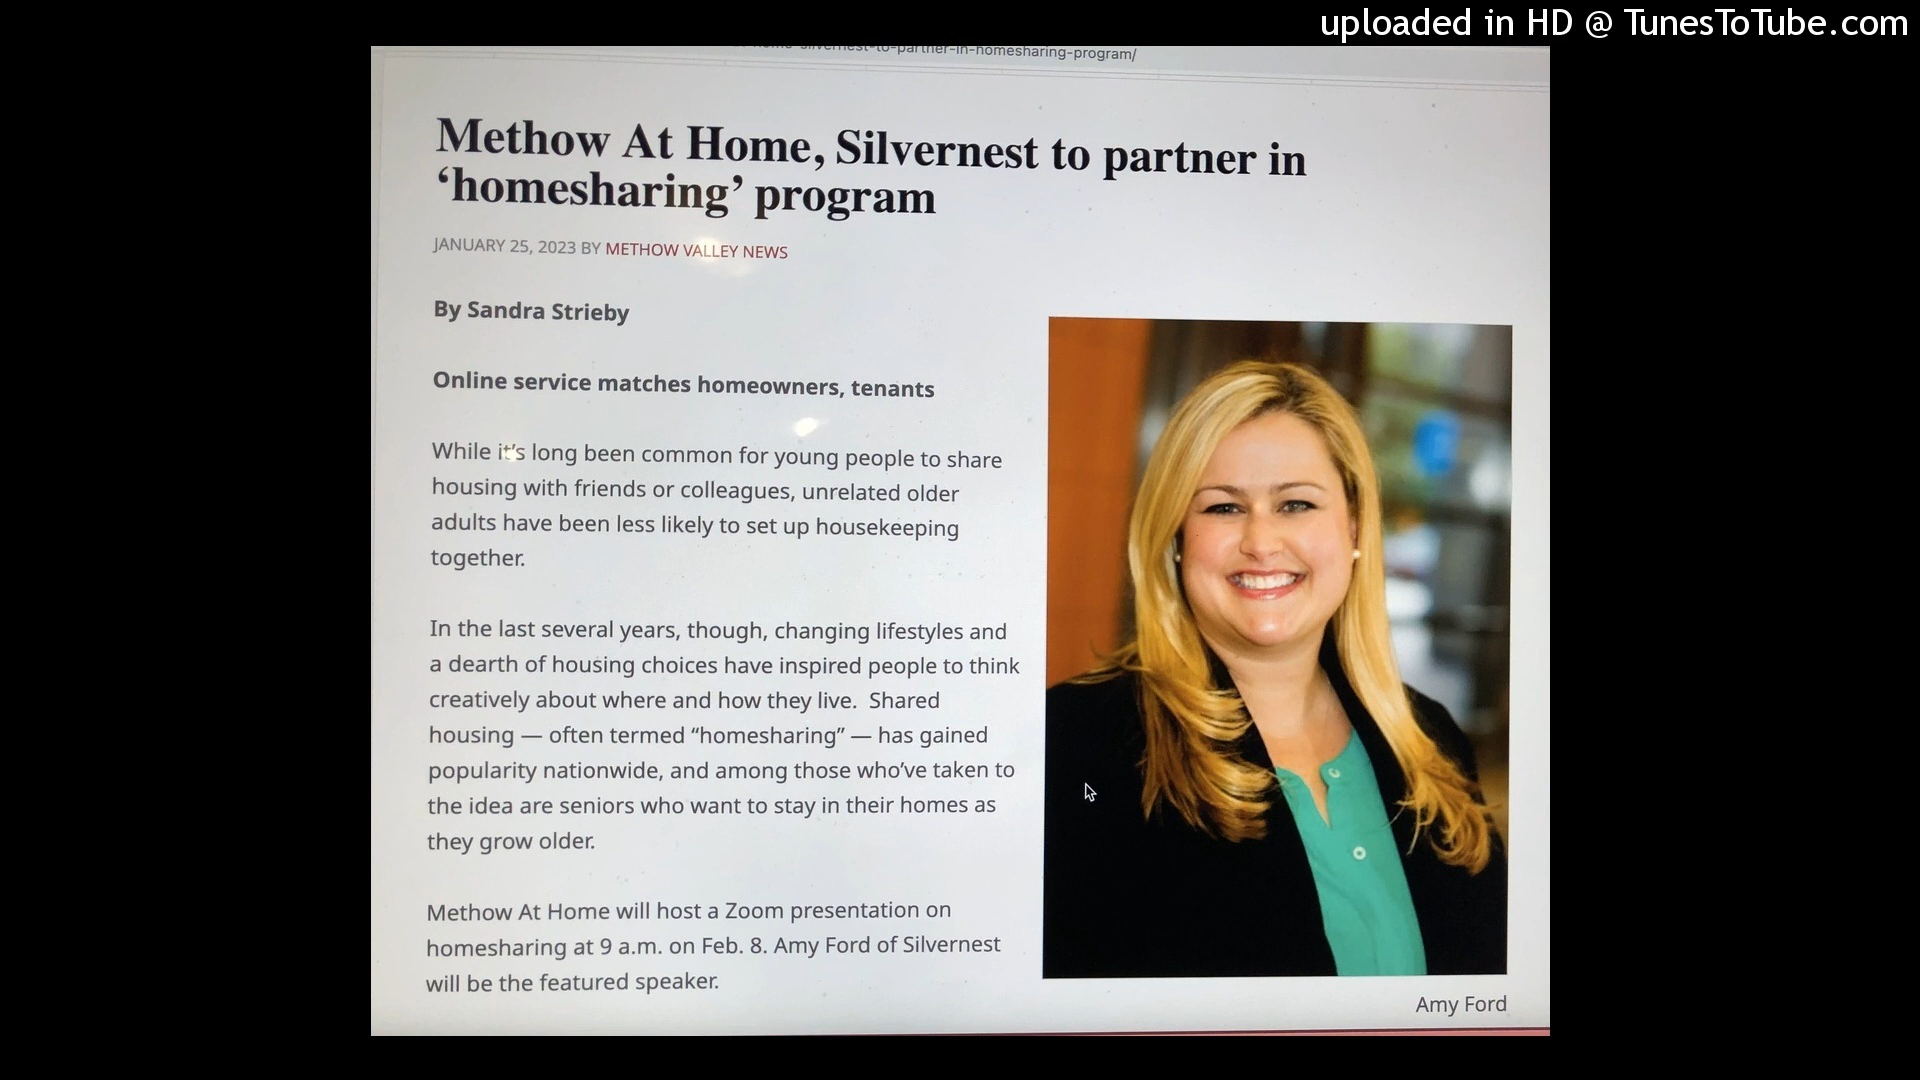 uploaded in HD @ TunesToTube.com
-home-silvernest-to-partner-in-homesharing-program/
Methow At Home, Silvernest to partner in
‘homesharing’ program
JANUARY 25, 2023 BY METHOW VALLEY NEWS
By Sandra Strieby
Online service matches homeowners, tenants
While it’s long been common for young people to share
housing with friends or colleagues, unrelated older
adults have been less likely to set up housekeeping
together.
In the last several years, though, changing lifestyles and
a dearth of housing choices have inspired people to think
creatively about where and how they live.  Shared
housing — often termed “homesharing” — has gained
popularity nationwide, and among those who’ve taken to
the idea are seniors who want to stay in their homes as
they grow older.
Methow At Home will host a Zoom presentation on
homesharing at 9 a.m. on Feb. 8. Amy Ford of Silvernest
will be the featured speaker.
Amy Ford